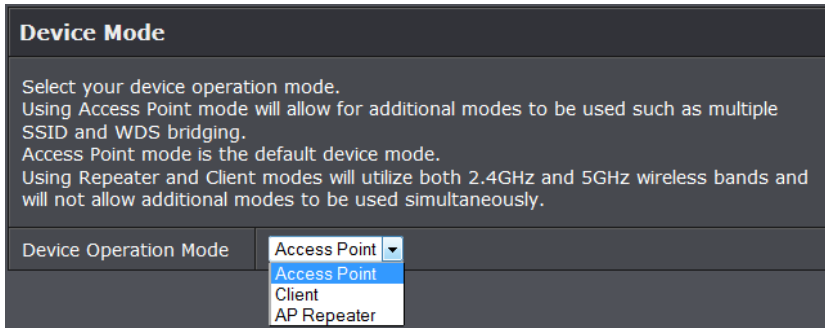 Device Mode
Select your device operation mode.
Using Access Point mode will allow for additional modes to be used such as multiple
SSID and WDS bridging.
Access Point mode is the default device mode.
Using Repeater and Client modes will utilize both 2.4GHz and 5GHz wireless bands and
will not allow additional modes to be used simultaneously.
Device Operation Mode Access Point
Access Point
Client
AP Repeater